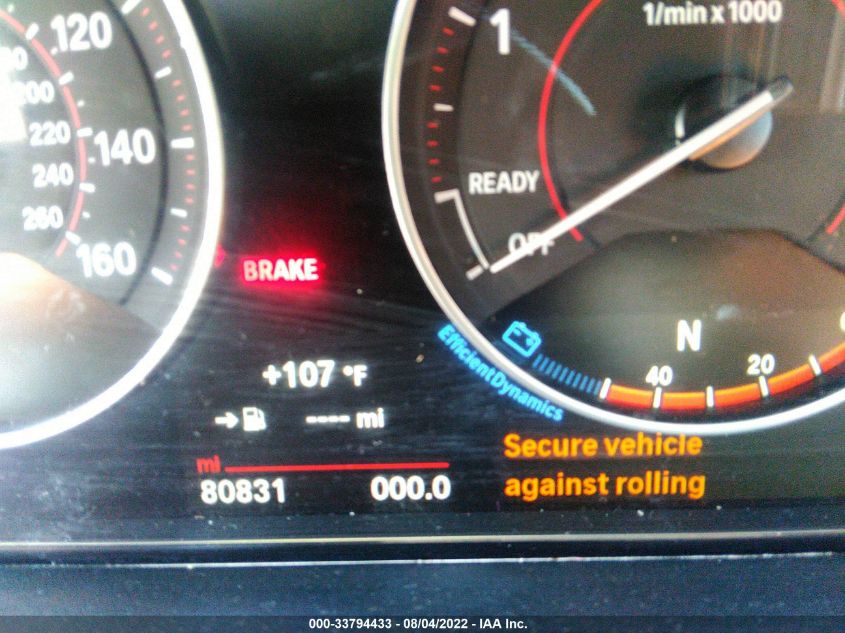 120
140
160
200
220
240
260
1
1/min x 1000
READY
OFF
BRAKE
+107 °F
---- mi
EfficientDynamics
N
40
20
mi
80831
000.0
Secure vehicle
against rolling
000-33794433 - 08/04/2022 - IAA Inc.